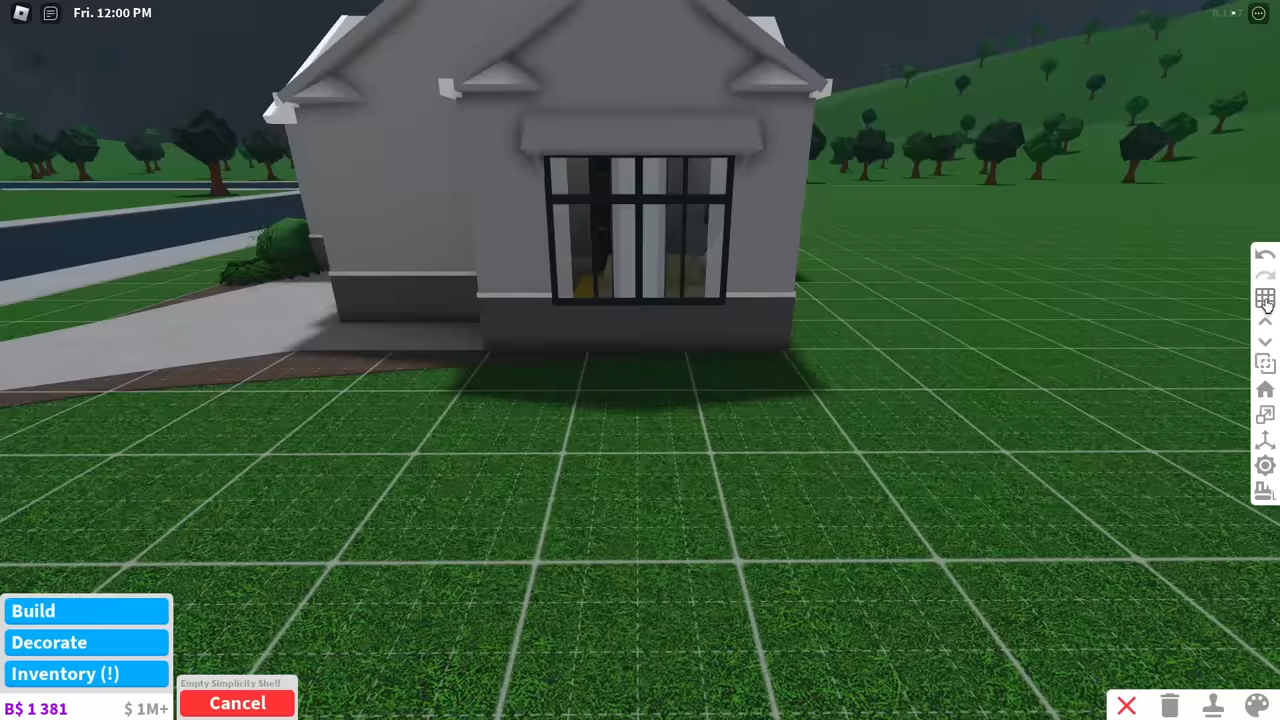 Fri. 12:00 PM
Build
Decorate
Inventory (!)
B$ 1 381
$ 1M+
Empty Simplicity Shelf
Cancel